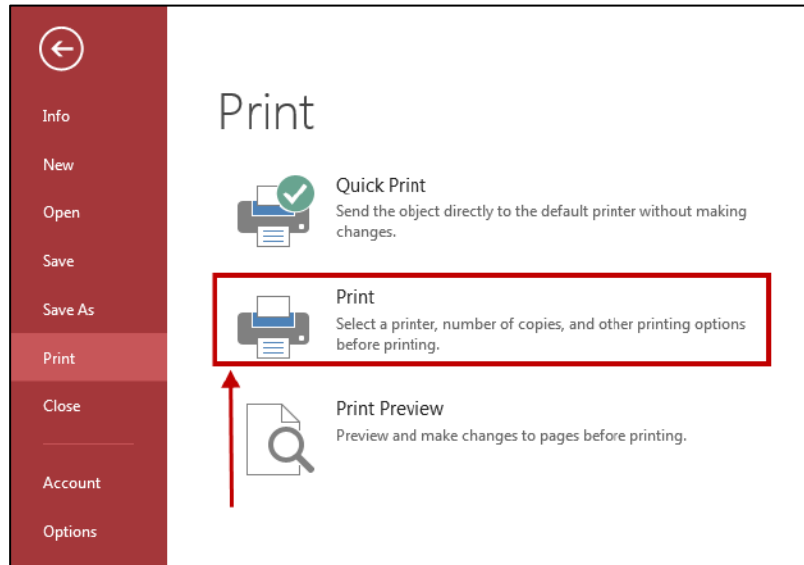 Info
New
Open
Save
Save As
Print
Close
Account
Options
Print
Quick Print
Send the object directly to the default printer without making
changes.
Print
Select a printer, number of copies, and other printing options
before printing.
Print Preview
Preview and make changes to pages before printing.